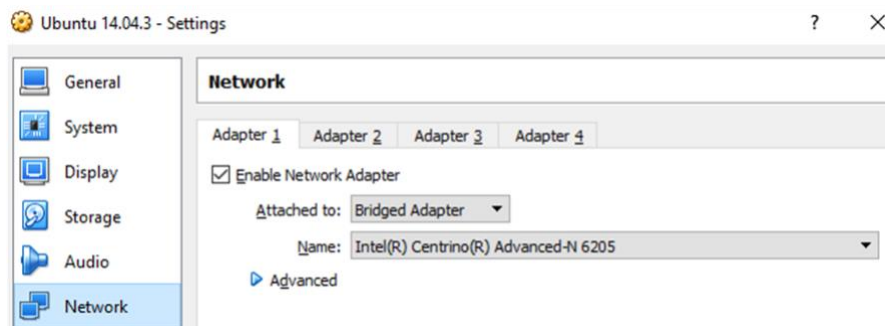 Ubuntu 14.04.3 - Settings ?
General
System
Display
Storage
Audio
Network
Network
Adapter 1 Adapter 2 Adapter 3 Adapter 4
Enable Network Adapter
Attached to: Bridged Adapter
Name: Intel(R) Centrino(R) Advanced-N 6205
Advanced